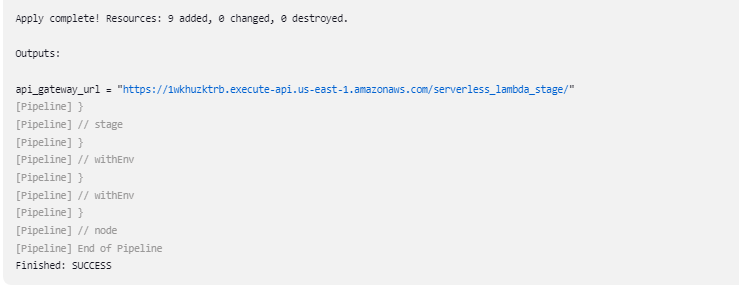 Apply complete! Resources: 9 added, 0 changed, 0 destroyed.
Outputs:
api_gateway_url = "https://1wkhuzktrb.execute-api.us-east-1.amazonaws.com/serverless_lambda_stage/"
[Pipeline] }
[Pipeline] // stage
[Pipeline] }
[Pipeline] // withEnv
[Pipeline] }
[Pipeline] // withEnv
[Pipeline] }
[Pipeline] // node
[Pipeline] End of Pipeline
Finished: SUCCESS